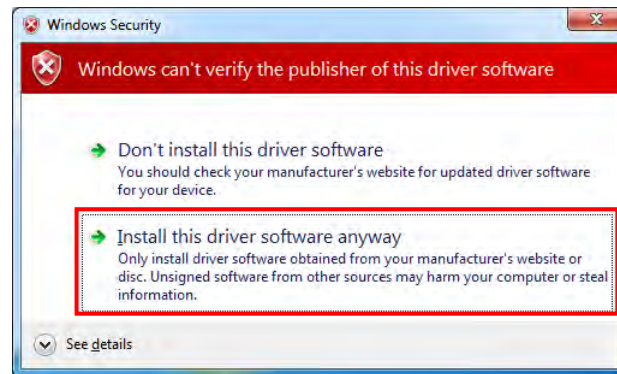 Windows Security
Windows can't verify the publisher of this driver software
Don't install this driver software
You should check your manufacturer's website for updated driver software
for your device.
Install this driver software anyway
Only install driver software obtained from your manufacturer's website or
disc. Unsigned software from other sources may harm your computer or steal
information.
See details